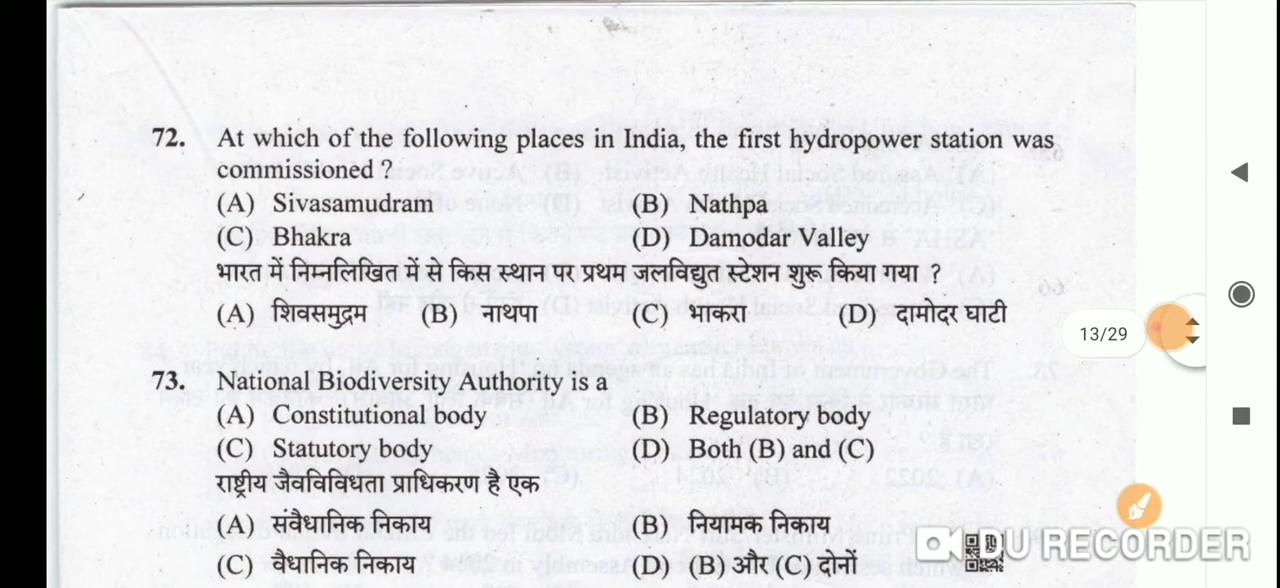 72. At which of the following places in India, the first hydropower station was
commissioned ?
(A) Sivasamudram (B) Nathpa
(C) Bhakra (D) Damodar Valley
भारत में निम्नलिखित में से किस स्थान पर प्रथम जलविद्युत स्टेशन शुरू किया गया ?
(A) शिवसमुद्रम (B) नाथपा (C) भाकरा (D) दामोदर घाटी
13/29
73. National Biodiversity Authority is a
(A) Constitutional body (B) Regulatory body
(C) Statutory body (D) Both (B) and (C)
राष्ट्रीय जैवविविधता प्राधिकरण है एक
(A) संवैधानिक निकाय (B) नियामक निकाय
(C) वैधानिक निकाय (D) (B) और (C) दोनों
DU RECORDER